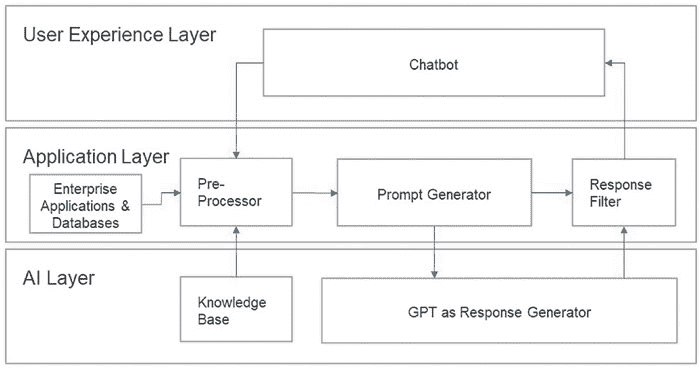 User Experience Layer
Chatbot
Application Layer
Enterprise
Applications &
Databases
Pre-
Processor
Prompt Generator
Response
Filter
AI Layer
Knowledge
Base
GPT as Response Generator